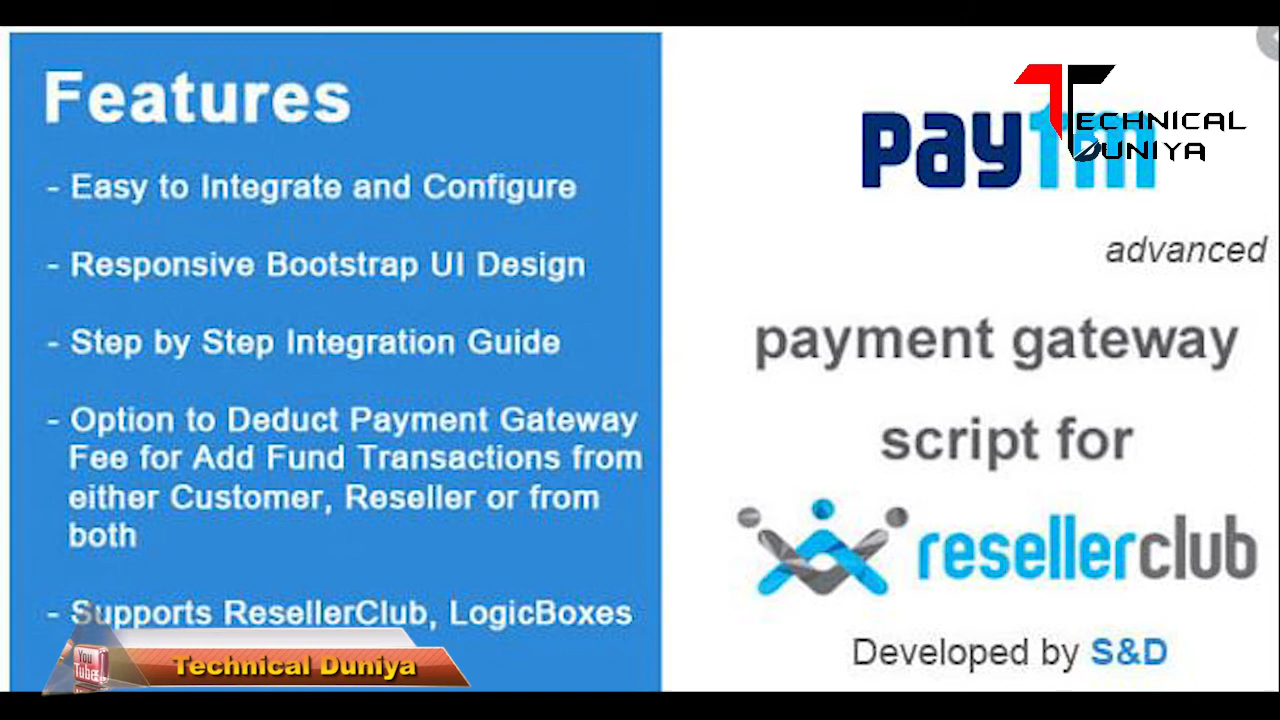 Features
- Easy to Integrate and Configure
- Responsive Bootstrap UI Design
- Step by Step Integration Guide
- Option to Deduct Payment Gateway
Fee for Add Fund Transactions from
either Customer, Reseller or from
both
- Supports ResellerClub, LogicBoxes
You
Tube
Technical Duniya
paytm
TECHNICAL
DUNIYA
advanced
payment gateway
script for
resellerclub
Developed by S&D